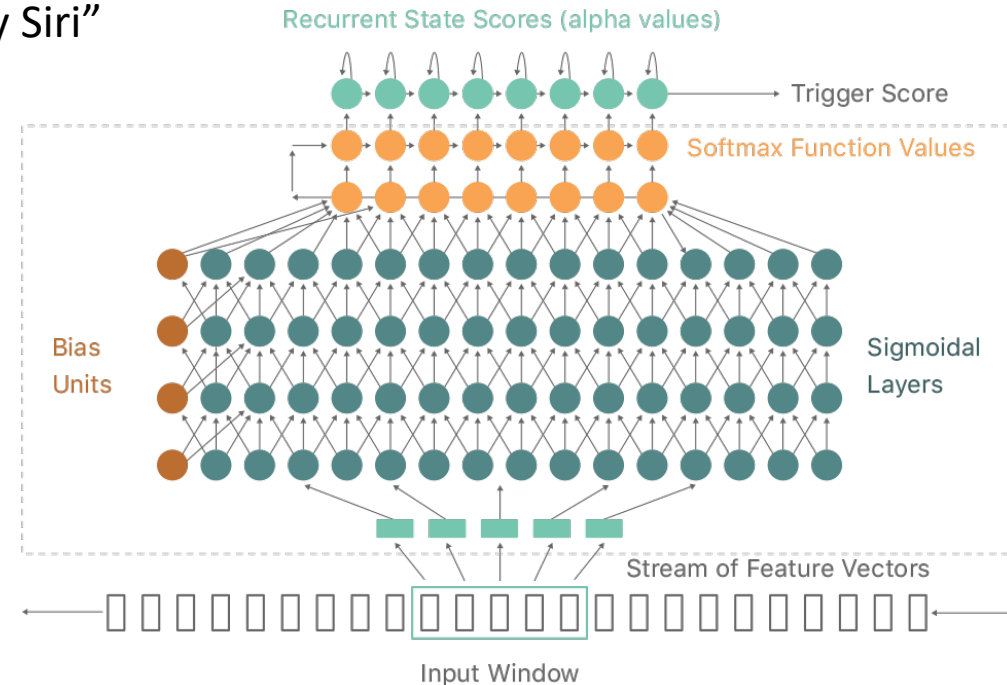 Siri”
Recurrent State Scores (alpha values)
Trigger Score
Softmax Function Values
Bias
Units
Sigmoidal
Layers
Stream of Feature Vectors
Input Window